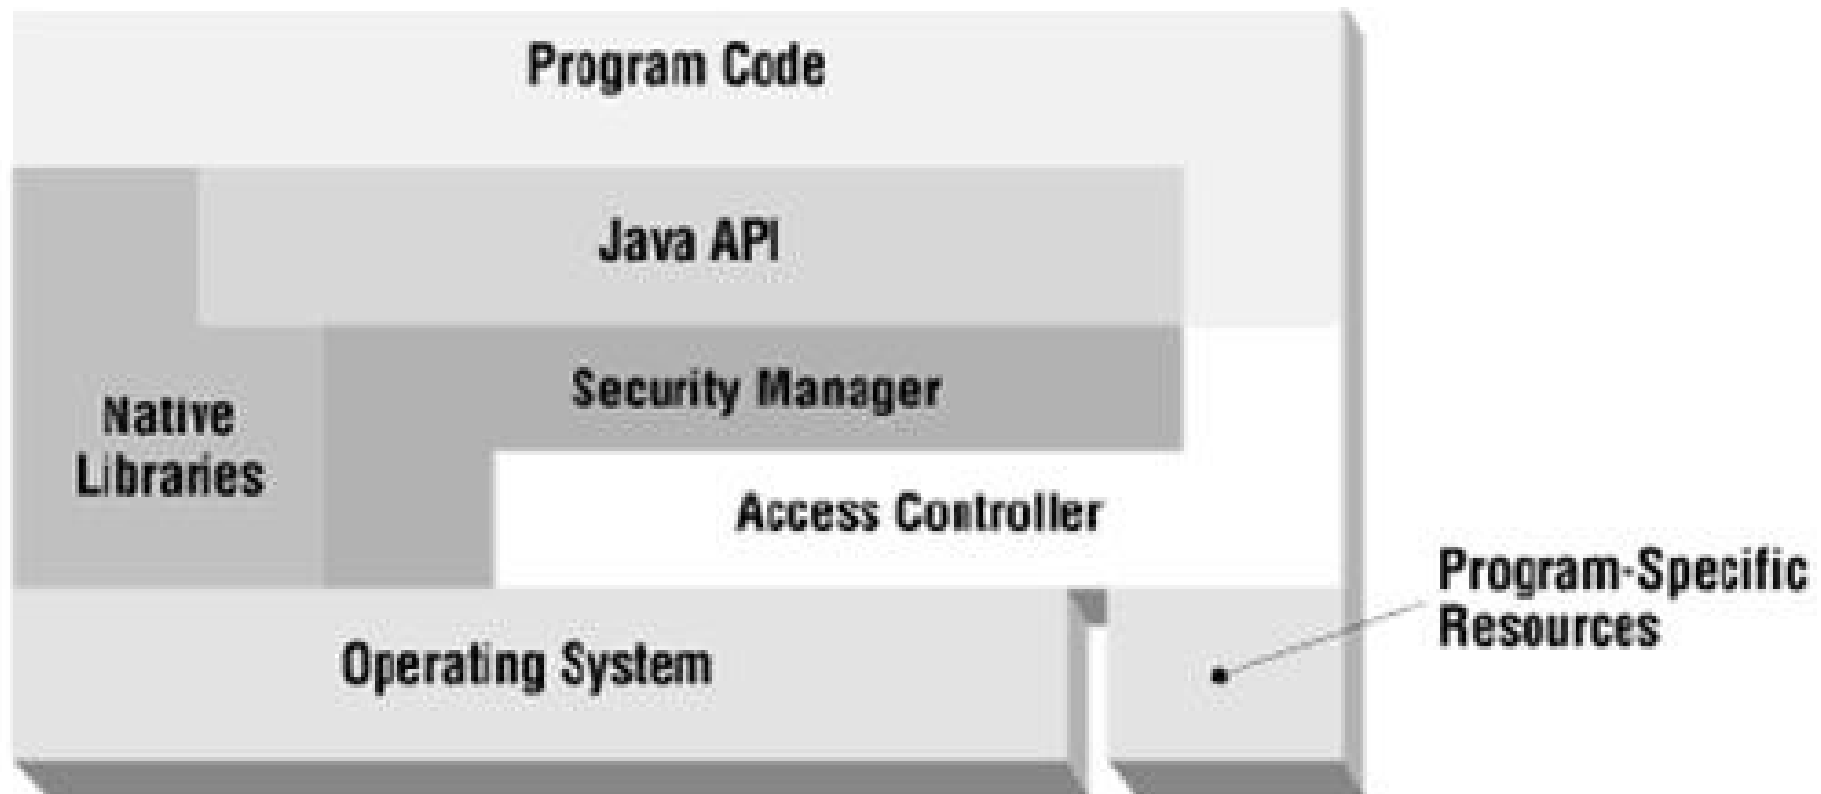 Program Code
Java API
Security Manager
Native
Libraries
Access Controller
Program-Specific
Resources
Operating System